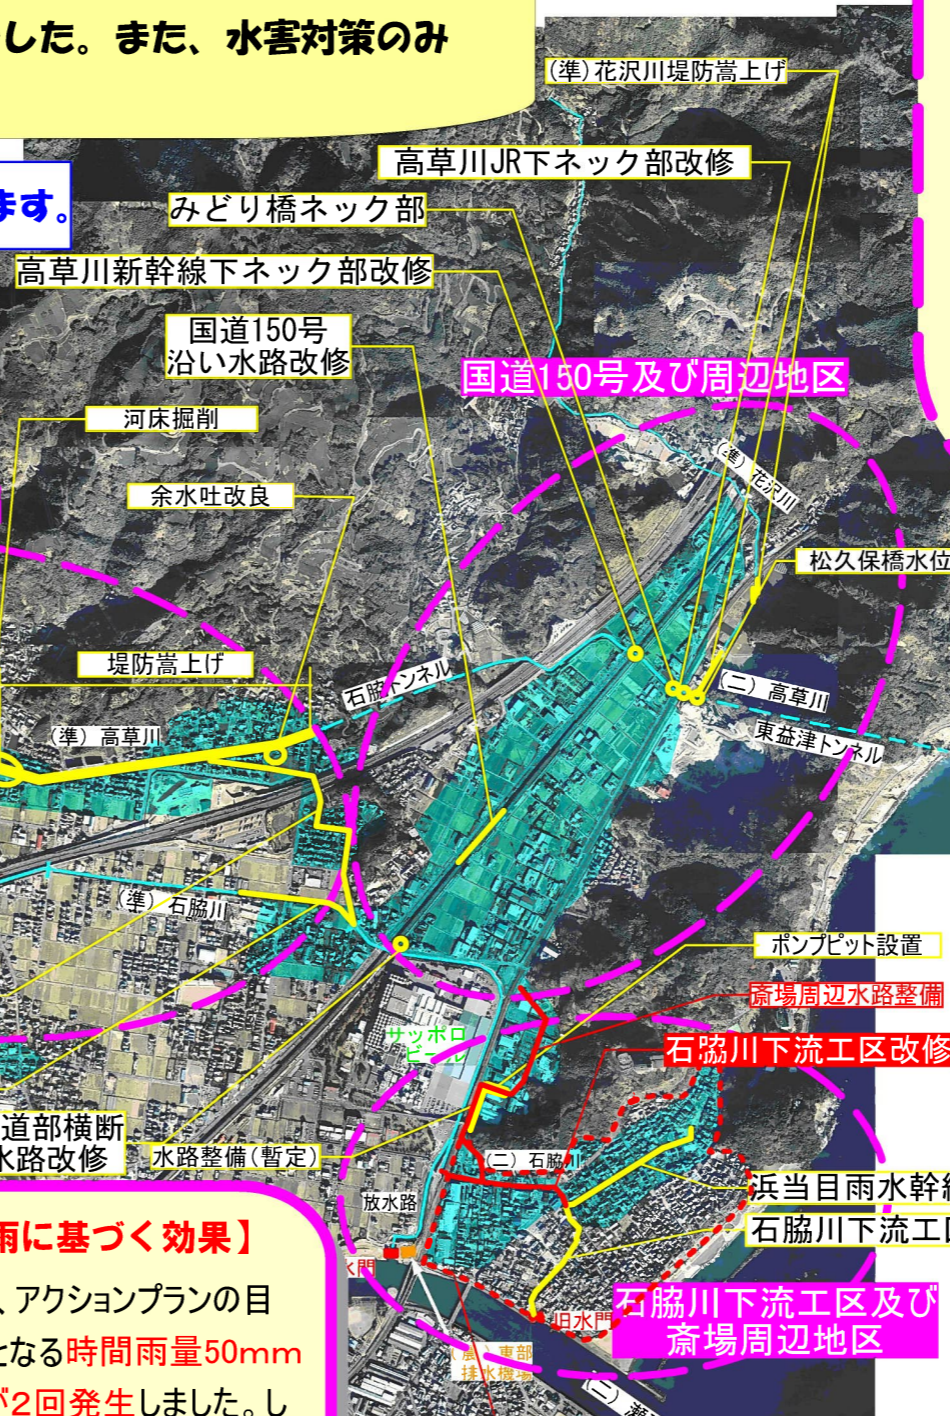 した。また、水害対策のみ
ます。
(準)花沢川堤防嵩上げ
高草川JR下ネック部改修
みどり橋ネック部
高草川新幹線下ネック部改修
国道150号
沿い水路改修
国道150号及び周辺地区
河床掘削
余水吐改良
(準)花沢川
松久保橋水位
堤防嵩上げ
石脇トンネル
(二)高草川
(準)高草川
東益津トンネル
(準)石脇川
ポンプピット設置
斎場周辺水路整備
サッポロ
ビール
石脇川下流工区改修
道部横断
水路改修
水路整備(暫定)
(二)石脇川
浜当目雨水幹線
放水路
石脇川下流工区
雨に基づく効果】
水門
、アクションプランの目
となる時間雨量50mm
が2回発生しました。し
旧水門
石脇川下流工区及び
斎場周辺地区
(農)東部
排水機場
(二)瀬